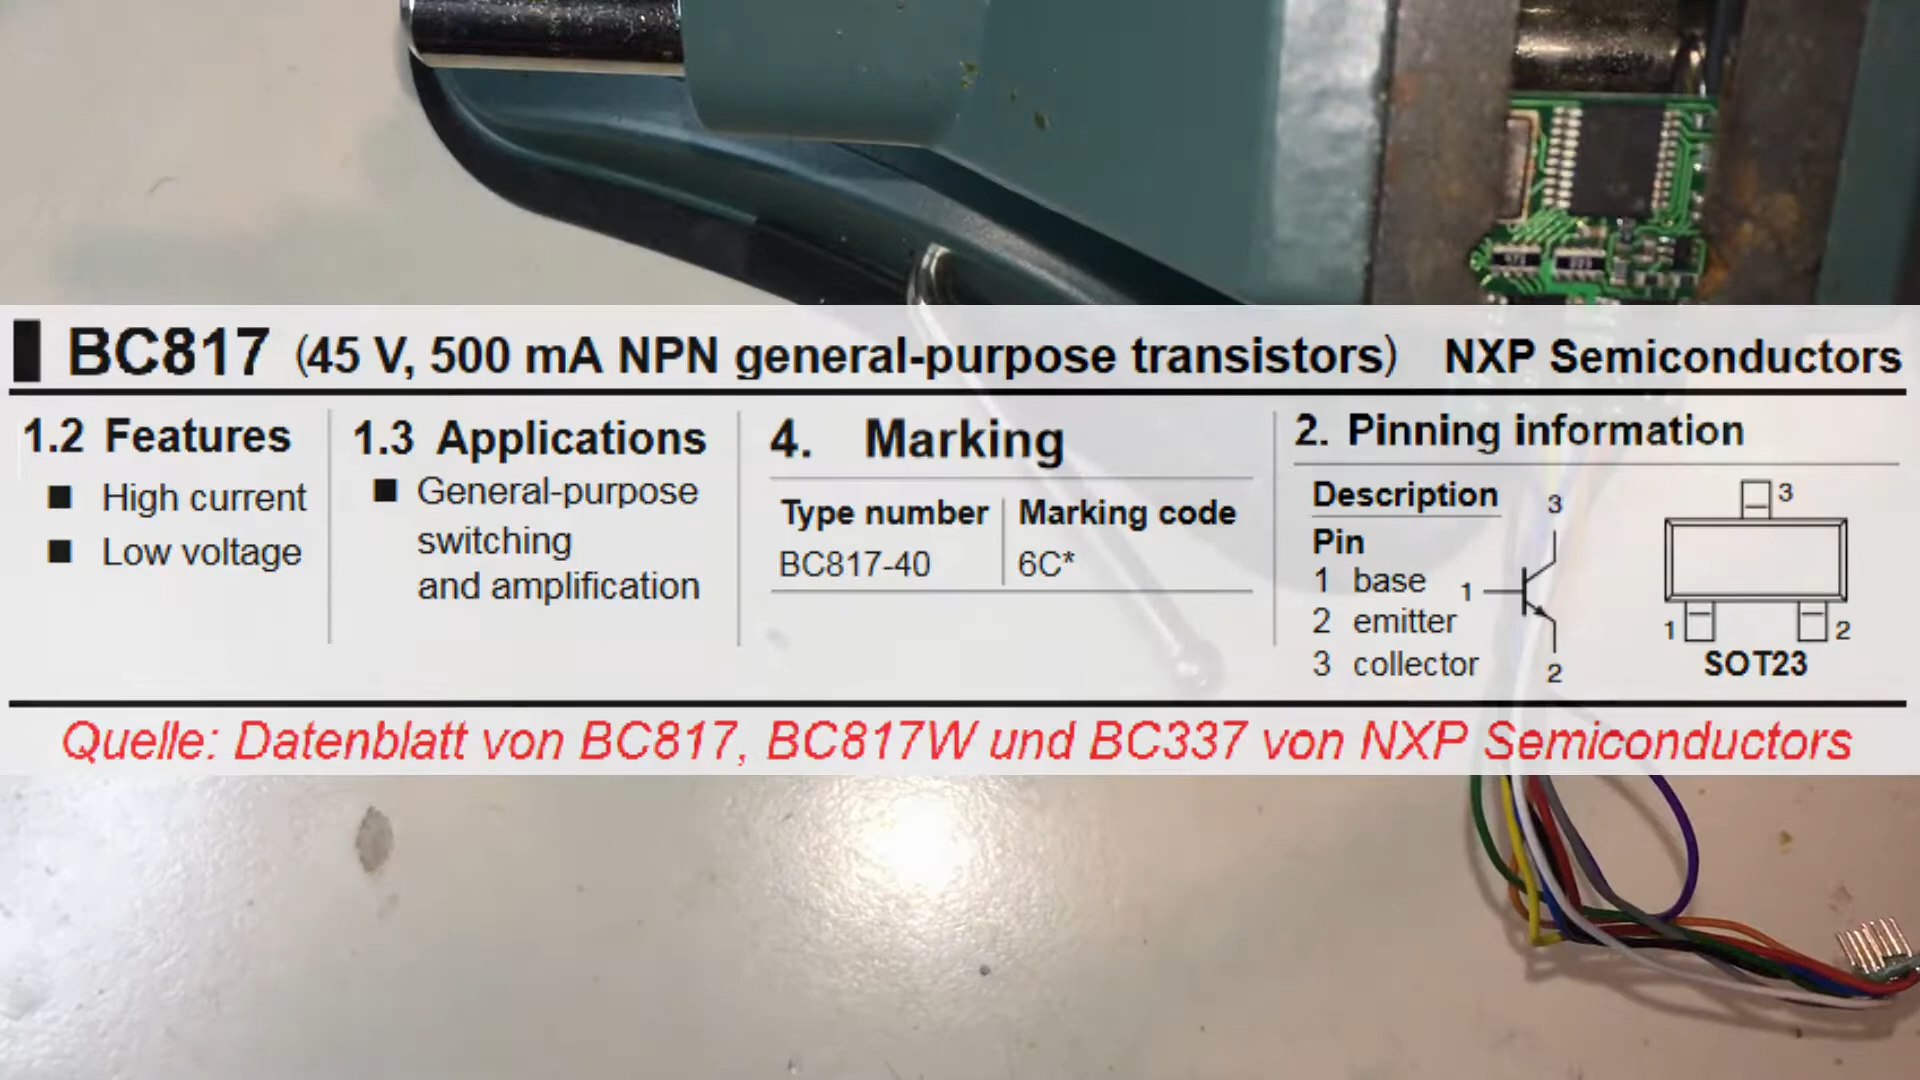 BC817 (45 V, 500 mA NPN general-purpose transistors) NXP Semiconductors
1.2 Features
High current
Low voltage
1.3 Applications
General-purpose
switching
and amplification
4. Marking
Type number Marking code
BC817-40 6C*
2. Pinning information
Description
Pin
1 base
2 emitter
3 collector
3
1
2
3
1 2
SOT23
Quelle: Datenblatt von BC817, BC817W und BC337 von NXP Semiconductors